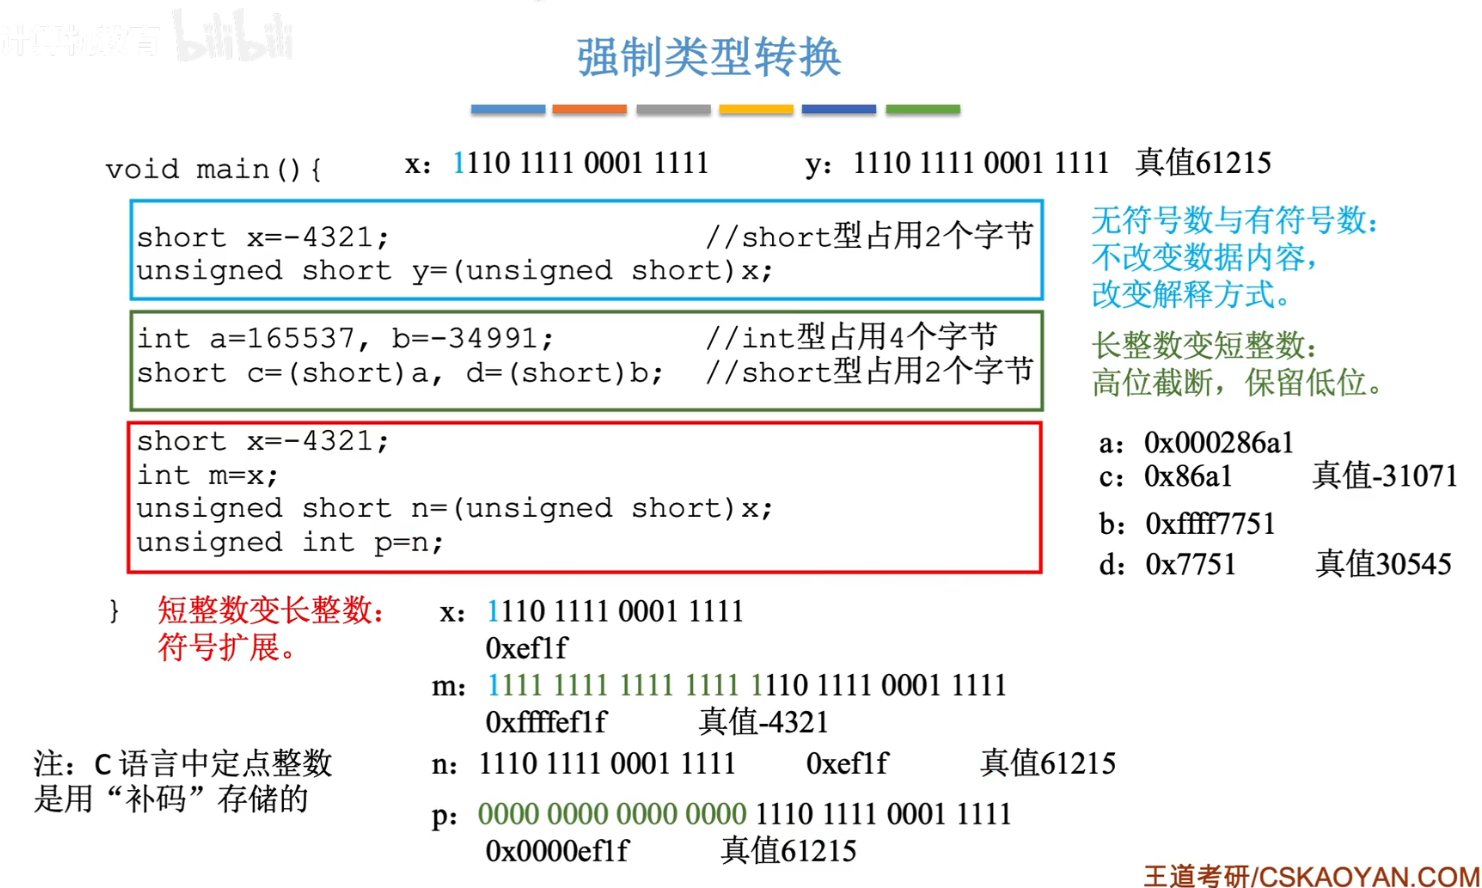 计算机教育 bilibili
强制类型转换
void main(){
x：1110 1111 0001 1111
y：1110 1111 0001 1111 真值61215
short x=-4321; //short型占用2个字节
unsigned short y=(unsigned short)x;
无符号数与有符号数：
不改变数据内容，
改变解释方式。
int a=165537, b=-34991; //int型占用4个字节
short c=(short)a, d=(short)b; //short型占用2个字节
长整数变短整数：
高位截断，保留低位。
short x=-4321;
int m=x;
unsigned short n=(unsigned short)x;
unsigned int p=n;
a：0x000286a1
c：0x86a1 真值-31071
b：0xffff7751
d：0x7751 真值30545
}
短整数变长整数：
符号扩展。
x：1110 1111 0001 1111
0xef1f
m：1111 1111 1111 1111 1110 1111 0001 1111
0xffffef1f 真值-4321
注：C 语言中定点整数
是用“补码”存储的
n：1110 1111 0001 1111 0xef1f 真值61215
p：0000 0000 0000 0000 1110 1111 0001 1111
0x0000ef1f 真值61215
王道考研/CSKAOYAN.COM